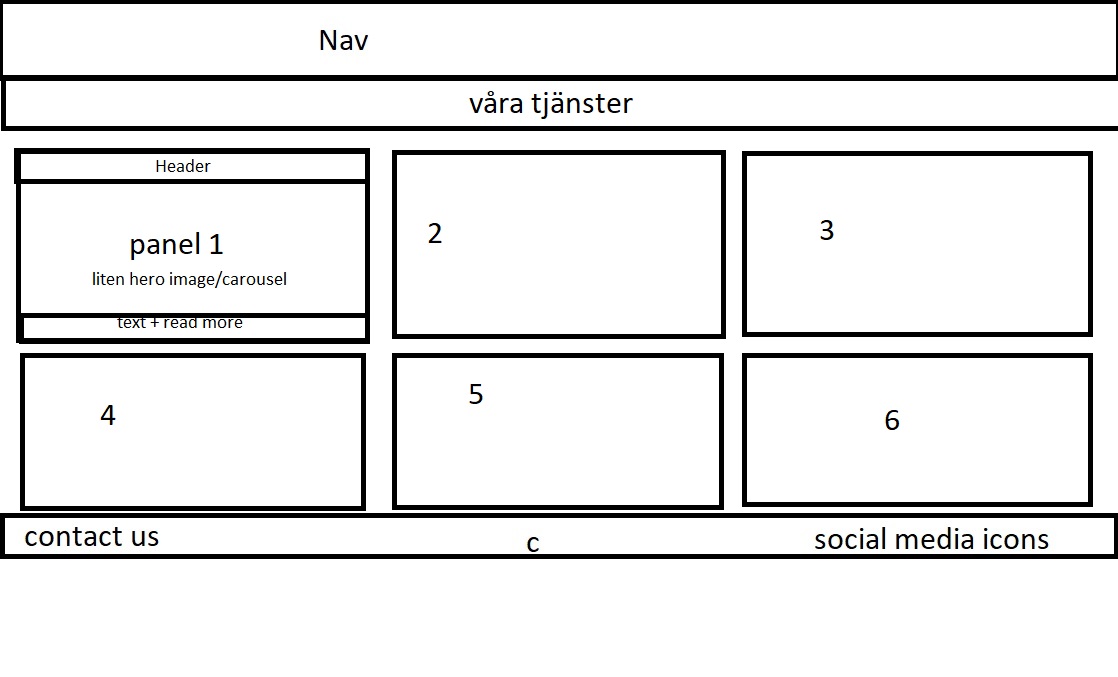 Nav
våra tjänster
Header
panel 1
liten hero image/carousel
text + read more
2
3
4
5
6
contact us
c
social media icons